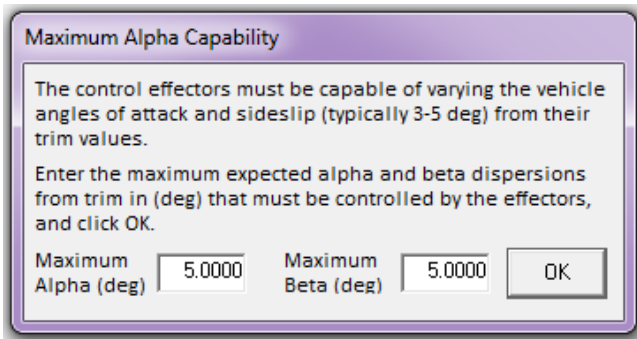 Maximum Alpha Capability
The control effectors must be capable of varying the vehicle
angles of attack and sideslip (typically 3-5 deg) from their
trim values.
Enter the maximum expected alpha and beta dispersions
from trim in (deg) that must be controlled by the effectors,
and click OK.
Maximum
Alpha (deg) 5.0000
Maximum
Beta (deg) 5.0000
OK